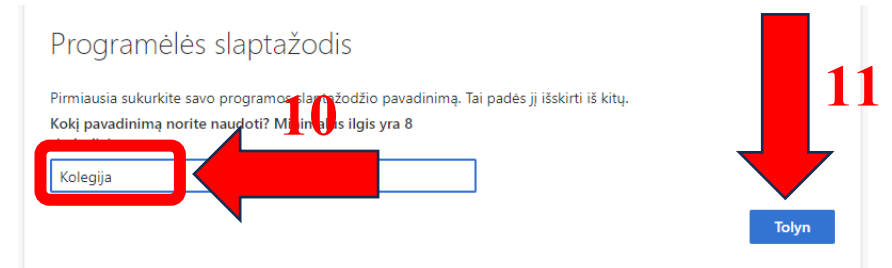 Programėlės slaptažodis
Pirmiausia sukurkite savo programos slaptažodžio pavadinimą. Tai padės jį išskirti iš kitų.
Kokį pavadinimą norite naudoti? Minimalus ilgis yra 8
10
11
Kolegija
Tolyn